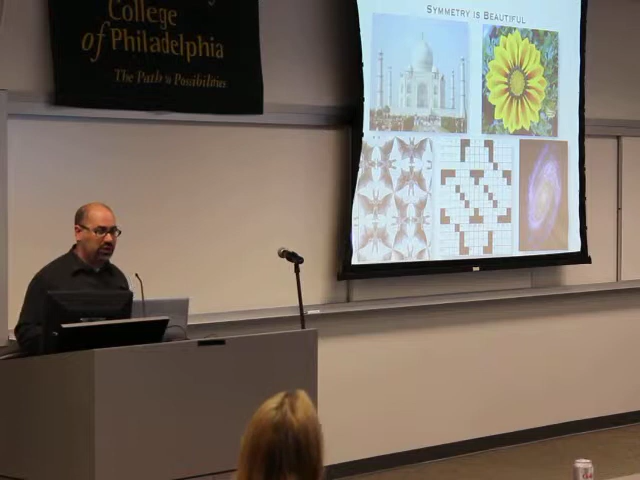 College
of Philadelphia
The Path to Possibilities
Symmetry is Beautiful